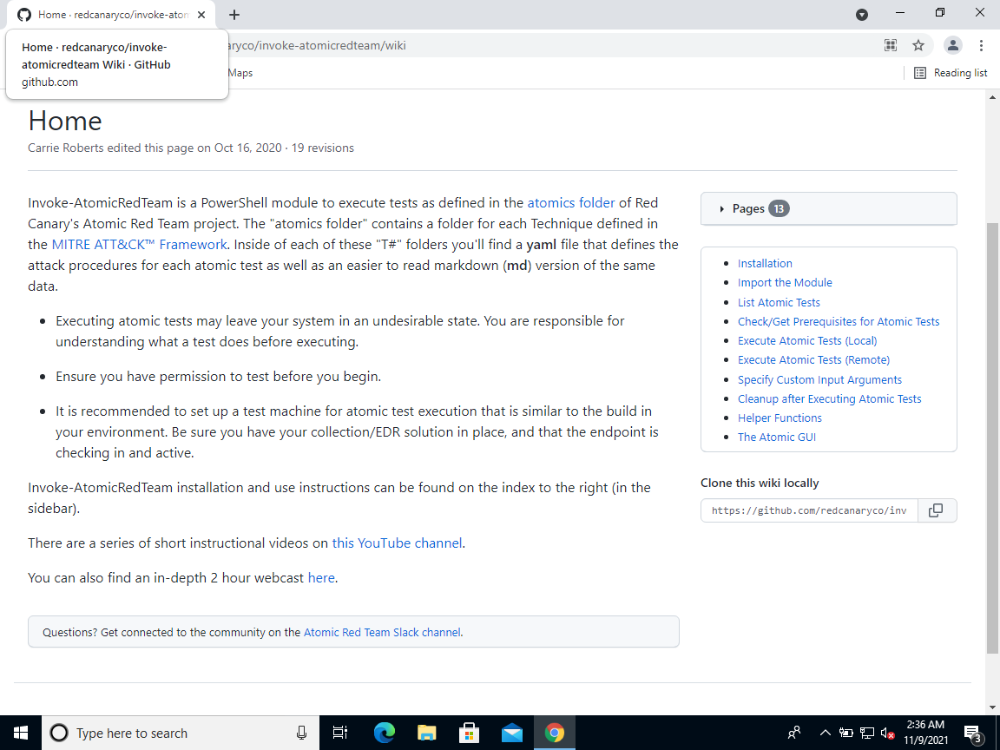 Home · redcanaryco/invoke-atom
Home · redcanaryco/invoke-
atomicredteam Wiki · GitHub
github.com
aryco/invoke-atomicredteam/wiki
Maps
Reading list
Home
Carrie Roberts edited this page on Oct 16, 2020 · 19 revisions
Invoke-AtomicRedTeam is a PowerShell module to execute tests as defined in the atomics folder of Red
Canary's Atomic Red Team project. The "atomics folder" contains a folder for each Technique defined in
the MITRE ATT&CK™ Framework. Inside of each of these "T#" folders you'll find a yaml file that defines the
attack procedures for each atomic test as well as an easier to read markdown (md) version of the same
data.
• Executing atomic tests may leave your system in an undesirable state. You are responsible for
understanding what a test does before executing.
• Ensure you have permission to test before you begin.
• It is recommended to set up a test machine for atomic test execution that is similar to the build in
your environment. Be sure you have your collection/EDR solution in place, and that the endpoint is
checking in and active.
Invoke-AtomicRedTeam installation and use instructions can be found on the index to the right (in the
sidebar).
There are a series of short instructional videos on this YouTube channel.
You can also find an in-depth 2 hour webcast here.
Questions? Get connected to the community on the Atomic Red Team Slack channel.
Pages 13
• Installation
• Import the Module
• List Atomic Tests
• Check/Get Prerequisites for Atomic Tests
• Execute Atomic Tests (Local)
• Execute Atomic Tests (Remote)
• Specify Custom Input Arguments
• Cleanup after Executing Atomic Tests
• Helper Functions
• The Atomic GUI
Clone this wiki locally
https://github.com/redcanaryco/inv
Type here to search
2:36 AM
11/9/2021
3